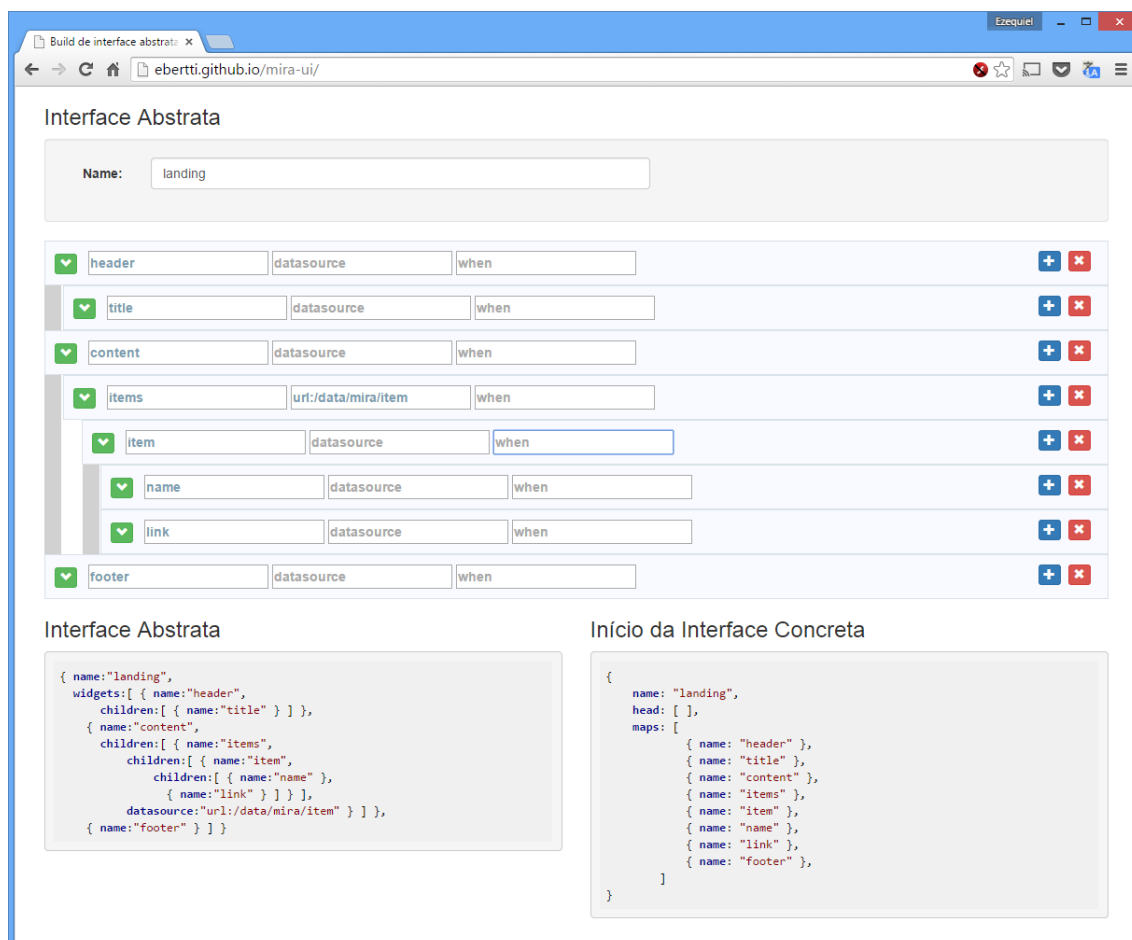 Ezequiel
Build de interface abstrata
ebertti.github.io/mira-ui/
Interface Abstrata
Name: landing
header datasource when
title datasource when
content datasource when
items url:/data/mira/item when
item datasource when
name datasource when
link datasource when
footer datasource when
Interface Abstrata
{ name:"landing",
widgets:[ { name:"header",
children:[ { name:"title" } ] },
{ name:"content",
children:[ { name:"items",
children:[ { name:"item",
children:[ { name:"name" },
{ name:"link" } ] } ],
datasource:"url:/data/mira/item" } ] },
{ name:"footer" } ] }
Início da Interface Concreta
{
name: "landing",
head: [ ],
maps: [
{ name: "header" },
{ name: "title" },
{ name: "content" },
{ name: "items" },
{ name: "item" },
{ name: "name" },
{ name: "link" },
{ name: "footer" },
]
}